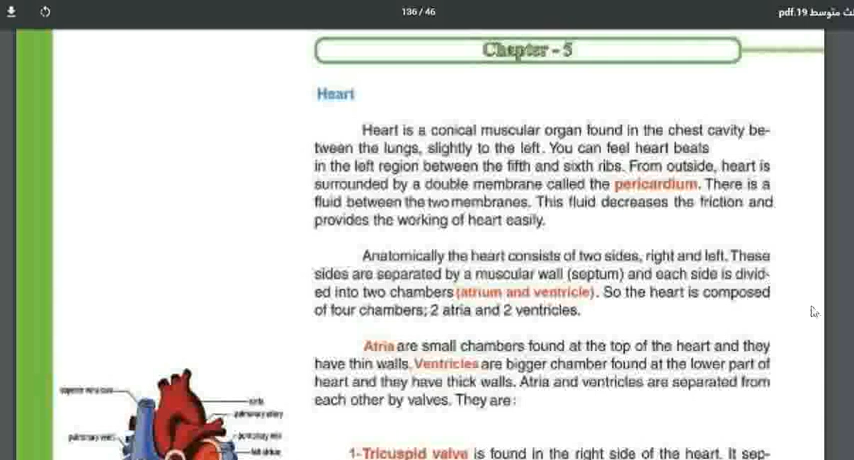 136 / 46
ث متوسط 19.pdf
Chapter - 5
Heart
Heart is a conical muscular organ found in the chest cavity be-
tween the lungs, slightly to the left. You can feel heart beats
in the left region between the fifth and sixth ribs. From outside, heart is
surrounded by a double membrane called the pericardium. There is a
fluid between the two membranes. This fluid decreases the friction and
provides the working of heart easily.
Anatomically the heart consists of two sides, right and left. These
sides are separated by a muscular wall (septum) and each side is divid-
ed into two chambers (atrium and ventricle). So the heart is composed
of four chambers; 2 atria and 2 ventricles.
Atria are small chambers found at the top of the heart and they
have thin walls. Ventricles are bigger chamber found at the lower part of
heart and they have thick walls. Atria and ventricles are separated from
each other by valves. They are:
aorta
pulmonary artery
pulmonary vein
left atrium
1-Tricuspid valve is found in the right side of the heart. It sep-